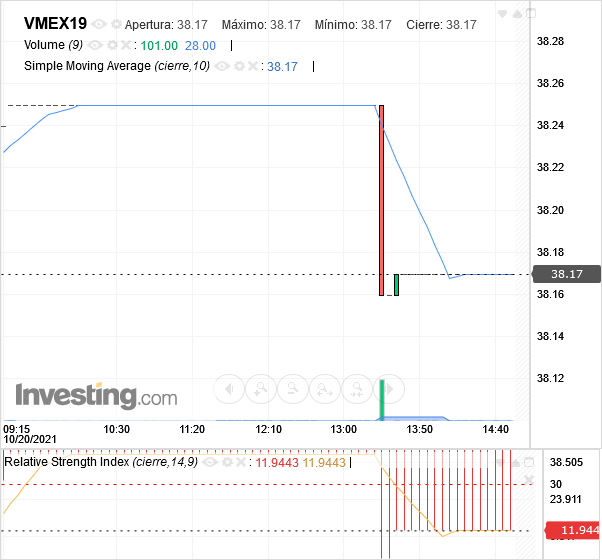 VMEX19 Apertura: 38.17 Máximo: 38.17 Mínimo: 38.17 Cierre: 38.17
Volume (9) : 101.00 28.00
Simple Moving Average (cierre,10) : 38.17
38.28
38.26
38.24
38.22
38.20
38.18
38.17
38.16
38.14
38.12
Investing.com
09:15 10:30 11:20 12:10 13:00 13:50 14:40
10/20/2021
Relative Strength Index (cierre,14,9) : 11.9443 11.9443
38.505
30
23.911
11.944